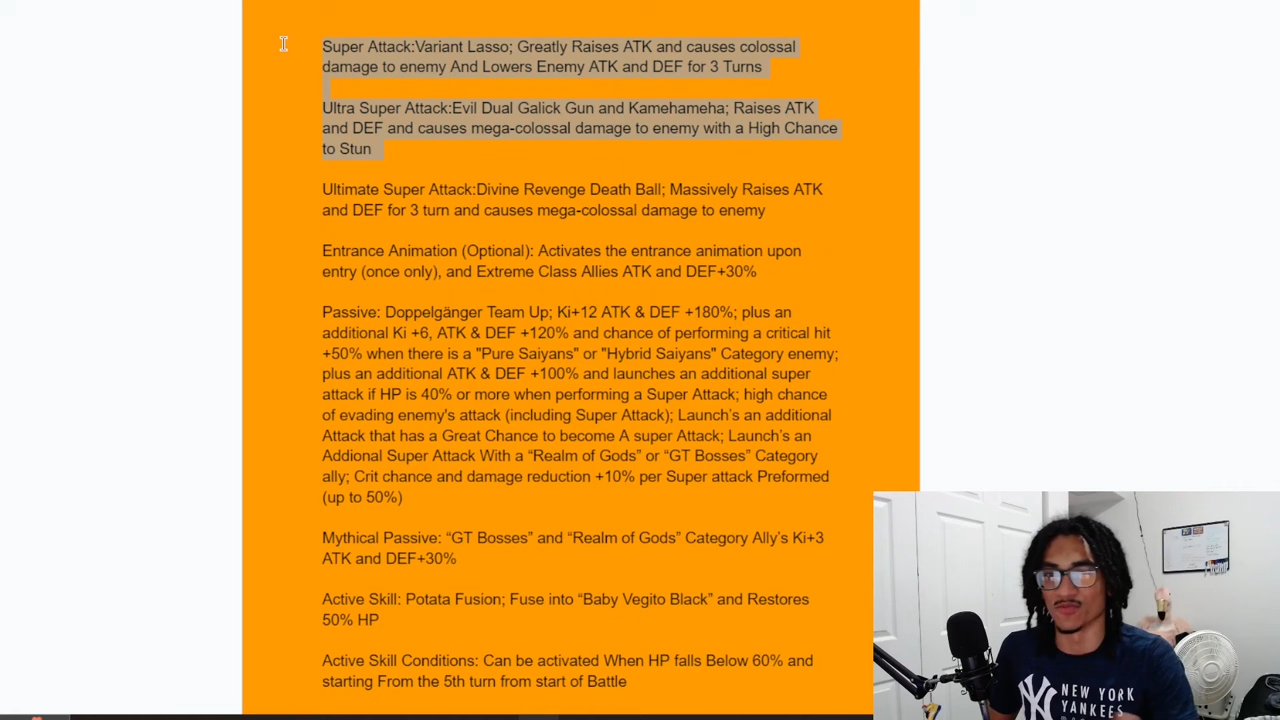 Super Attack:Variant Lasso; Greatly Raises ATK and causes colossal
damage to enemy And Lowers Enemy ATK and DEF for 3 Turns
Ultra Super Attack:Evil Dual Galick Gun and Kamehameha; Raises ATK
and DEF and causes mega-colossal damage to enemy with a High Chance
to Stun
Ultimate Super Attack:Divine Revenge Death Ball; Massively Raises ATK
and DEF for 3 turn and causes mega-colossal damage to enemy
Entrance Animation (Optional): Activates the entrance animation upon
entry (once only), and Extreme Class Allies ATK and DEF+30%
Passive: Doppelgänger Team Up; Ki+12 ATK & DEF +180%; plus an
additional Ki +6, ATK & DEF +120% and chance of performing a critical hit
+50% when there is a "Pure Saiyans" or "Hybrid Saiyans" Category enemy;
plus an additional ATK & DEF +100% and launches an additional super
attack if HP is 40% or more when performing a Super Attack; high chance
of evading enemy's attack (including Super Attack); Launch’s an additional
Attack that has a Great Chance to become A super Attack; Launch’s an
Addional Super Attack With a “Realm of Gods” or “GT Bosses” Category
ally; Crit chance and damage reduction +10% per Super attack Preformed
(up to 50%)
Mythical Passive: “GT Bosses” and “Realm of Gods” Category Ally’s Ki+3
ATK and DEF+30%
Active Skill: Potata Fusion; Fuse into “Baby Vegito Black” and Restores
50% HP
Active Skill Conditions: Can be activated When HP falls Below 60% and
starting From the 5th turn from start of Battle
NEW YORK
YANKEES